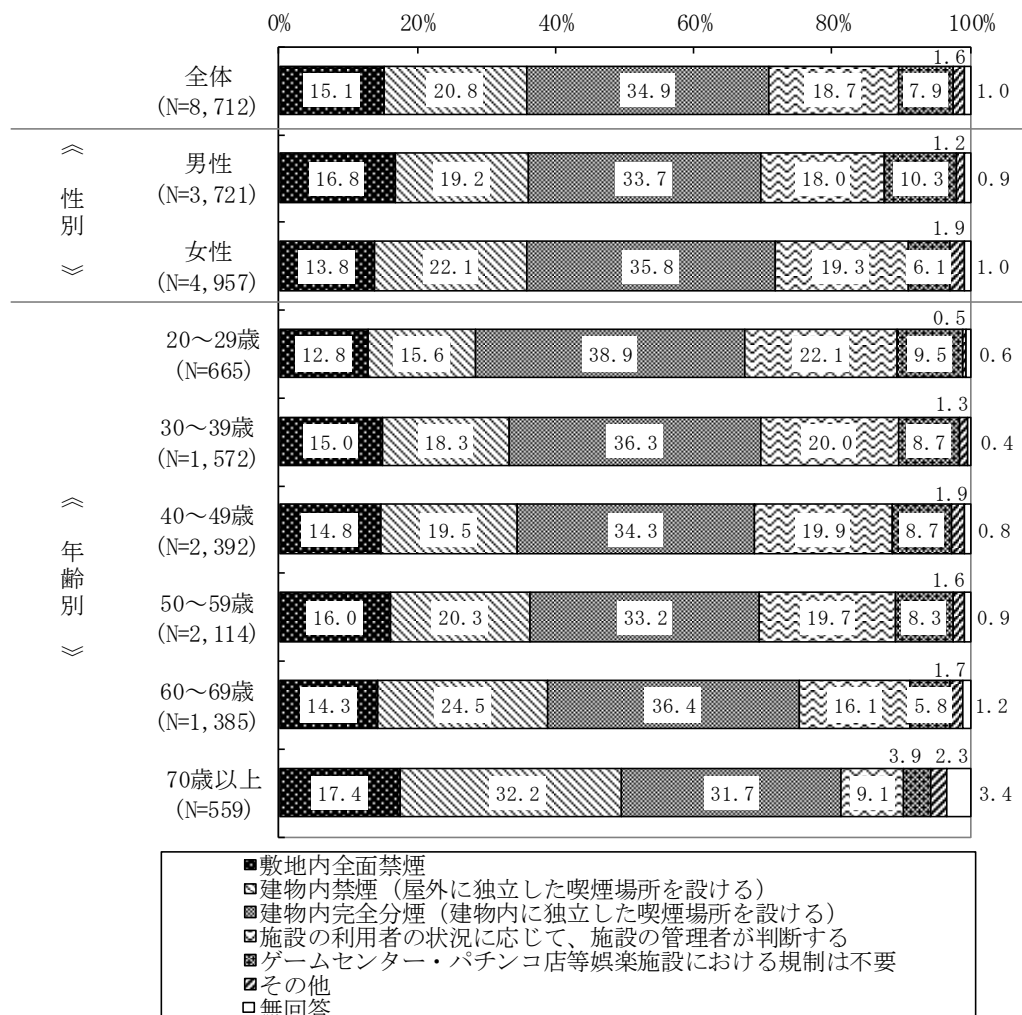 0% 20% 40% 60% 80% 100%
全体
(N=8,712)
15.1 20.8 34.9 18.7 7.9 1.6 1.0
《性別》
男性
(N=3,721)
16.8 19.2 33.7 18.0 10.3 1.2 0.9
女性
(N=4,957)
13.8 22.1 35.8 19.3 6.1 1.9 1.0
《年齢別》
20～29歳
(N=665)
12.8 15.6 38.9 22.1 9.5 0.5 0.6
30～39歳
(N=1,572)
15.0 18.3 36.3 20.0 8.7 1.3 0.4
40～49歳
(N=2,392)
14.8 19.5 34.3 19.9 8.7 1.9 0.8
50～59歳
(N=2,114)
16.0 20.3 33.2 19.7 8.3 1.6 0.9
60～69歳
(N=1,385)
14.3 24.5 36.4 16.1 5.8 1.7 1.2
70歳以上
(N=559)
17.4 32.2 31.7 9.1 3.9 2.3 3.4
敷地内全面禁煙
建物内禁煙（屋外に独立した喫煙場所を設ける）
建物内完全分煙（建物内に独立した喫煙場所を設ける）
施設の利用者の状況に応じて、施設の管理者が判断する
ゲームセンター・パチンコ店等娯楽施設における規制は不要
その他
無回答